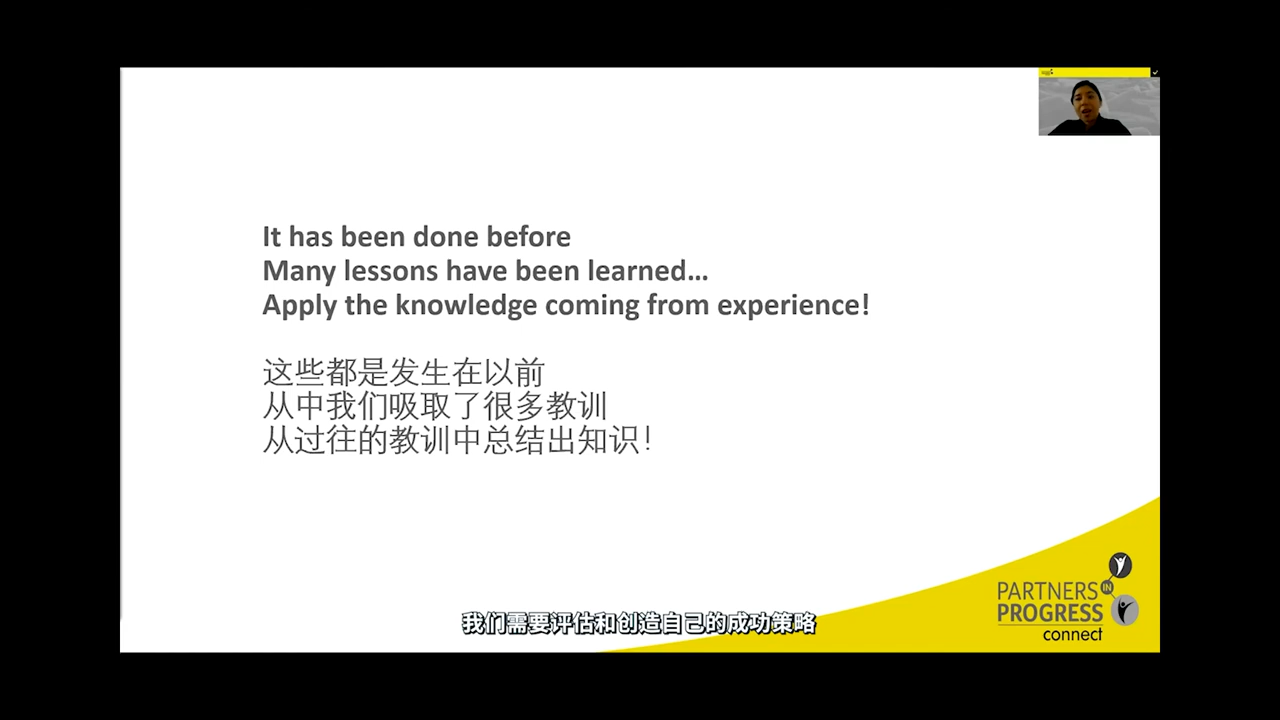 It has been done before
Many lessons have been learned…
Apply the knowledge coming from experience!
这些都是发生在以前
从中我们吸取了很多教训
从过往的教训中总结出知识！
我们需要评估和创造自己的成功策略
PARTNERS IN
PROGRESS
connect